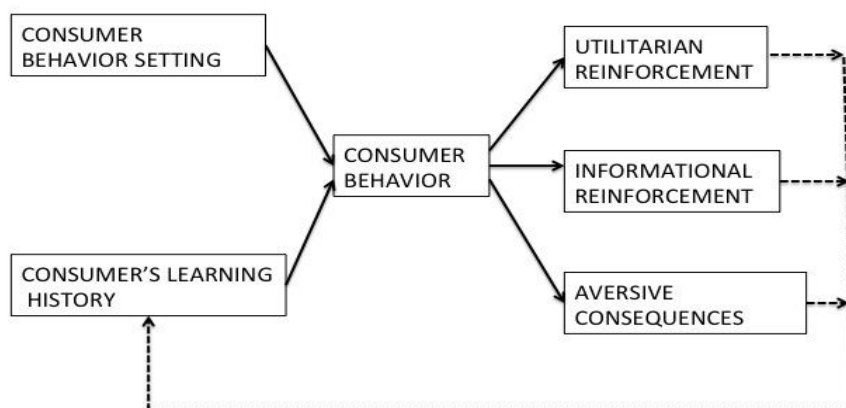 CONSUMER
BEHAVIOR SETTING
UTILITARIAN
REINFORCEMENT
CONSUMER
BEHAVIOR
INFORMATIONAL
REINFORCEMENT
CONSUMER'S LEARNING
HISTORY
AVERSIVE
CONSEQUENCES